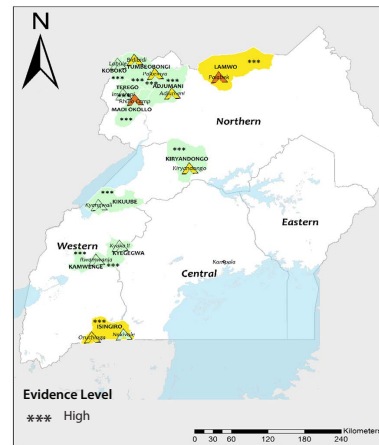 N
Bidibidi
Lobule
YUMBEOBONGI
KOBOKO
***
Palorinya
*** *** ***
TEREGO
ADJUMANI
Adjumani
Imvepi
Rhino Camp
MADI OKOLLO
***
LAMWO
***
Palabek
Northern
***
KIRYANDONGO
Kiryandongo
***
KIKUUBE
Kyangwali
Eastern
Western
Kyaka II
KYEGEGWA
Rwamwanja
***
KAMWENGE
Central
Kampala
***
ISINGIRO
Oruchinga
Nakivale
Evidence Level
*** High
Kilometers
0 30 60 120 180 240